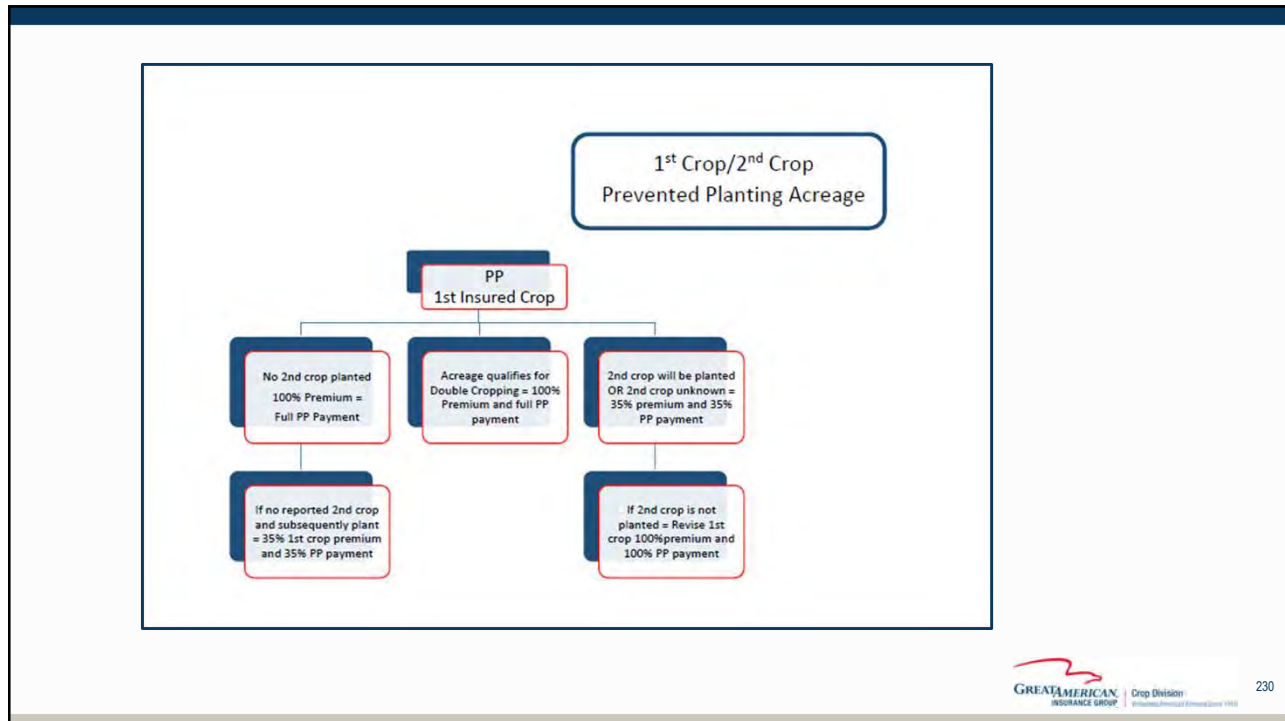 1st Crop/2nd Crop
Prevented Planting Acreage
PP
1st Insured Crop
No 2nd crop planted
100% Premium =
Full PP Payment
Acreage qualifies for
Double Cropping = 100%
Premium and full PP
payment
2nd crop will be planted
OR 2nd crop unknown =
35% premium and 35%
PP payment
If no reported 2nd crop
and subsequently plant
= 35% 1st crop premium
and 35% PP payment
If 2nd crop is not
planted = Revise 1st
crop 100%premium and
100% PP payment
GREATAMERICAN.
INSURANCE GROUP
Crop Division
230